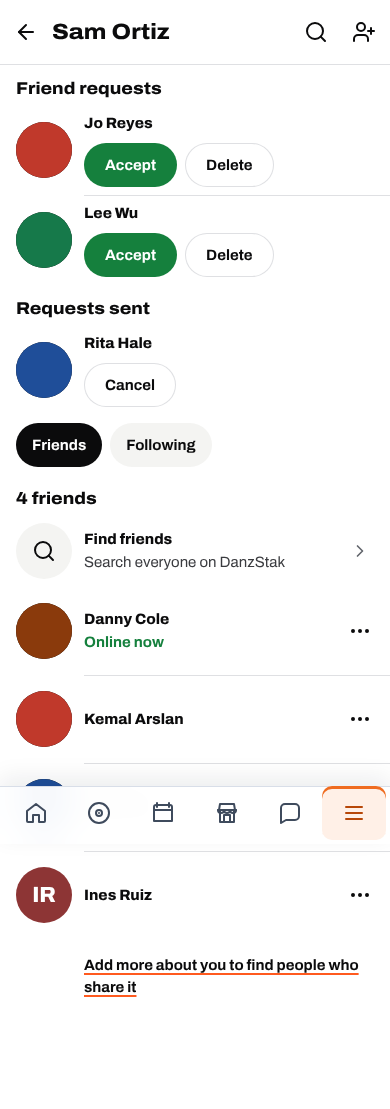 Sam Ortiz
Friend requests
Jo Reyes
Accept
Delete
Lee Wu
Accept
Delete
Requests sent
Rita Hale
Cancel
Friends
Following
4 friends
Find friends
Search everyone on DanzStak
Danny Cole
Online now
Kemal Arslan
IR
Ines Ruiz
Add more about you to find people who
share it